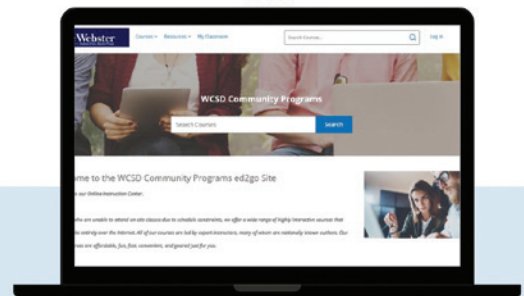 Webster
Courses Resources My Classroom
Search Courses...
Log In
WCSD Community Programs
Search Courses
Search
ome to the WCSD Community Programs ed2go Site
our Online Instruction Center.
who are unable to attend on site classes due to schedule constraints, we offer a wide range of highly interactive courses that
be entirely over the Internet. All of our courses are led by expert instructors, many of whom are nationally known authors. Our
are affordable, fun, fast, convenient, and geared just for you.